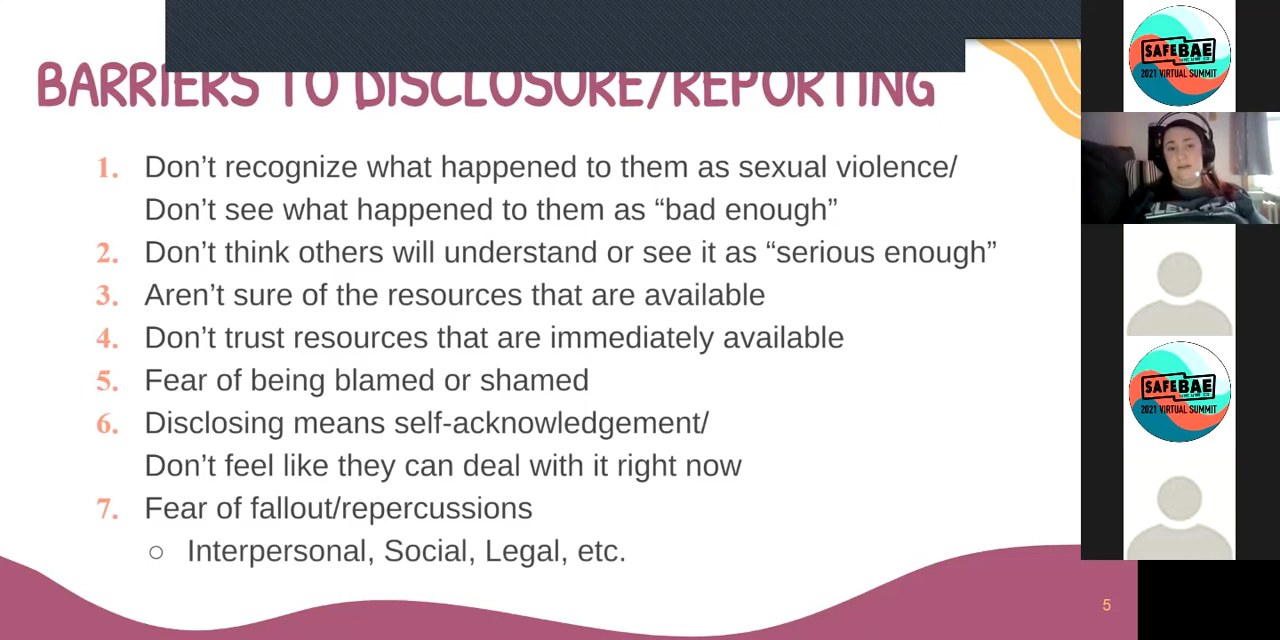 BARRIERS TO DISCLOSURE/REPORTING
1. Don’t recognize what happened to them as sexual violence/
Don’t see what happened to them as “bad enough”
2. Don’t think others will understand or see it as “serious enough”
3. Aren’t sure of the resources that are available
4. Don’t trust resources that are immediately available
5. Fear of being blamed or shamed
6. Disclosing means self-acknowledgement/
Don’t feel like they can deal with it right now
7. Fear of fallout/repercussions
○ Interpersonal, Social, Legal, etc.
5
SAFEBAE
2021 VIRTUAL SUMMIT
SAFEBAE
2021 VIRTUAL SUMMIT